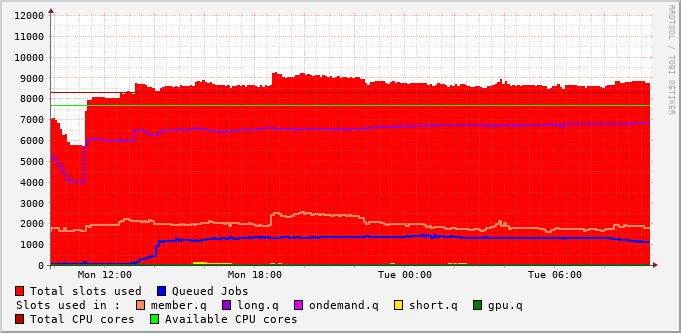 12000
11000
10000
9000
8000
7000
6000
5000
4000
3000
2000
1000
0
Mon 12:00 Mon 18:00 Tue 00:00 Tue 06:00
Total slots used Queued Jobs
Slots used in : member.q long.q ondemand.q short.q gpu.q
Total CPU cores Available CPU cores
RRDTOOL / TOBI OETIKER